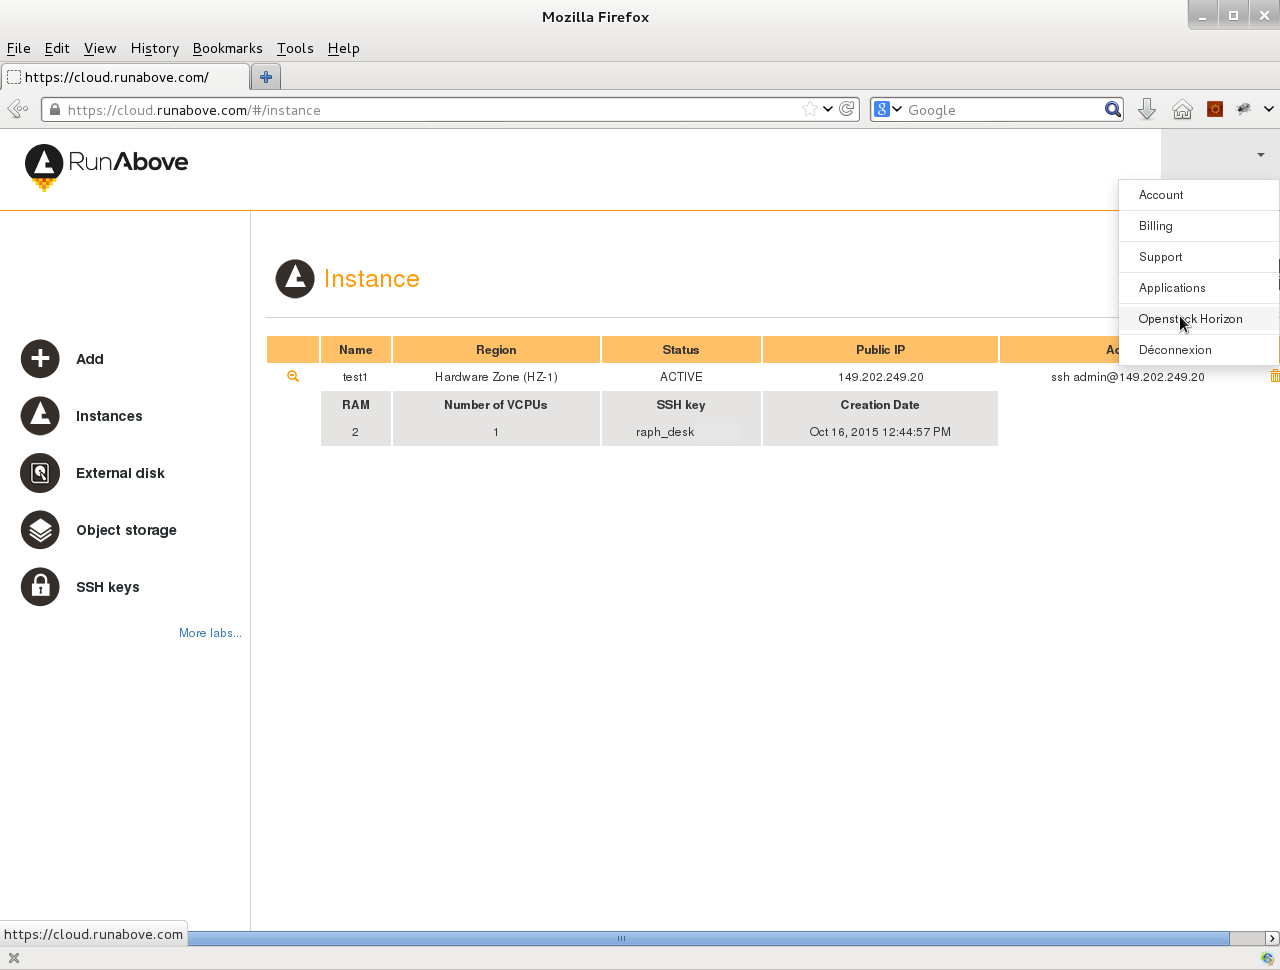 Mozilla Firefox
File Edit View History Bookmarks Tools Help
https://cloud.runabove.com/
https://cloud.runabove.com/#/instance
Google
RunAbove
Account
Billing
Support
Applications
Openstack Horizon
Déconnexion
Instance
Add
Instances
External disk
Object storage
SSH keys
More labs...
Name Region Status Public IP
test1 Hardware Zone (HZ-1) ACTIVE 149.202.249.20 ssh admin@149.202.249.20
RAM Number of VCPUs SSH key Creation Date
2 1 raph_desk Oct 16, 2015 12:44:57 PM
https://cloud.runabove.com